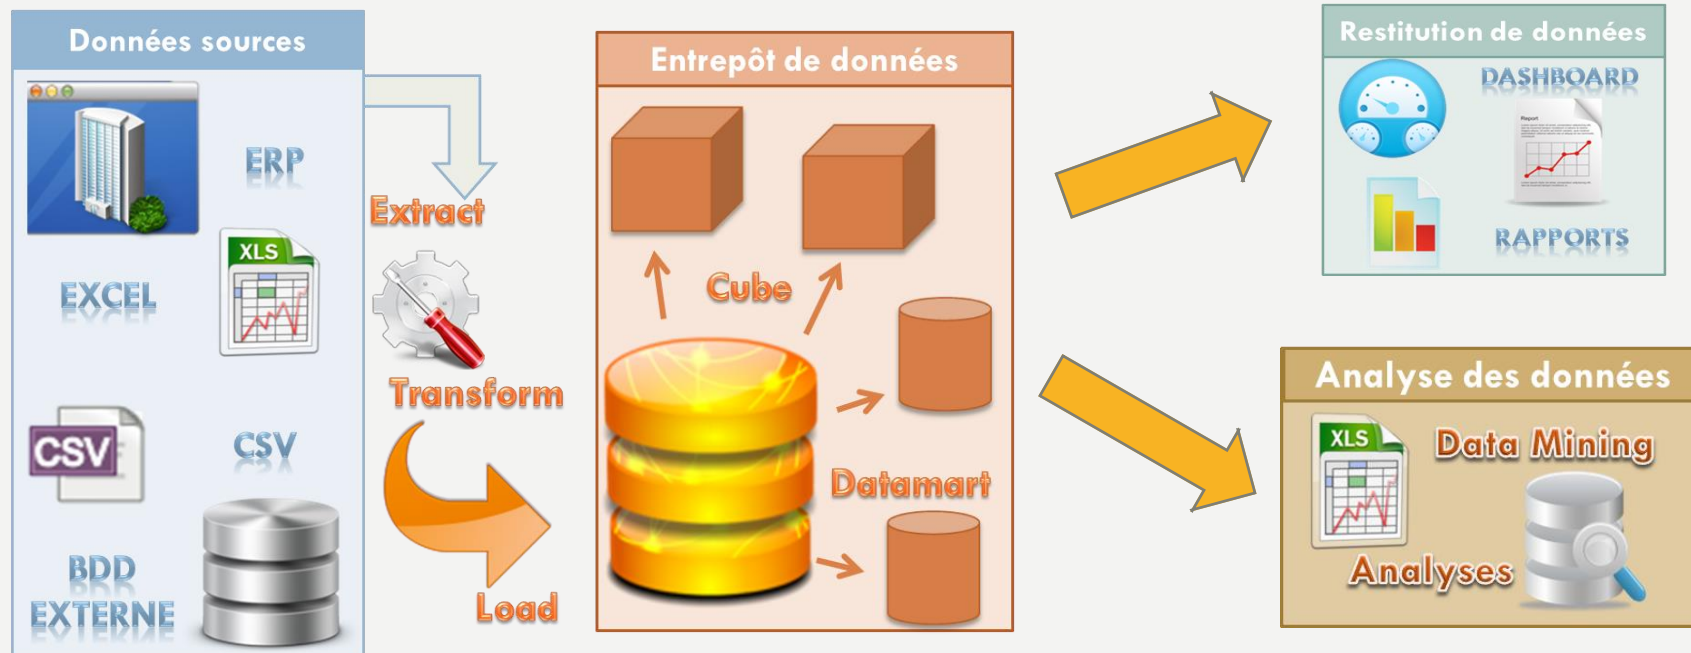 Données sources
ERP
XLS
EXCEL
CSV
CSV
BDD
EXTERNE
Extract
Transform
Load
Entrepôt de données
Cube
Datamart
Restitution de données
DASHBOARD
Report
RAPPORTS
Analyse des données
XLS
Data Mining
Analyses